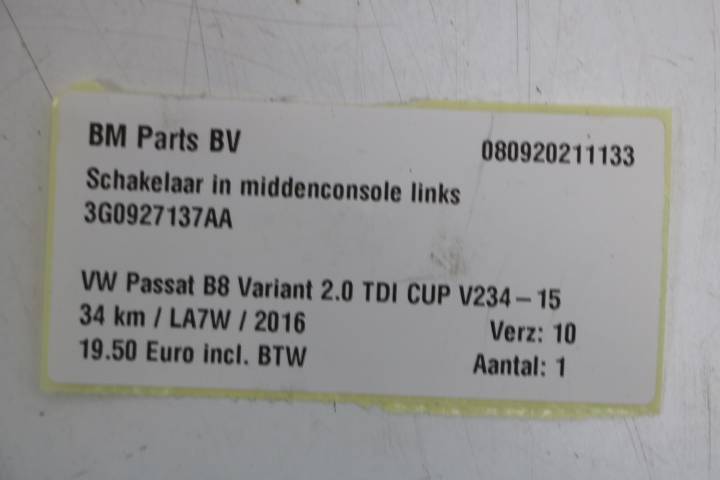 BM Parts BV 080920211133
Schakelaar in middenconsole links
3G0927137AA
VW Passat B8 Variant 2.0 TDI CUP V234-15
34 km / LA7W / 2016 Verz: 10
19.50 Euro incl. BTW Aantal: 1